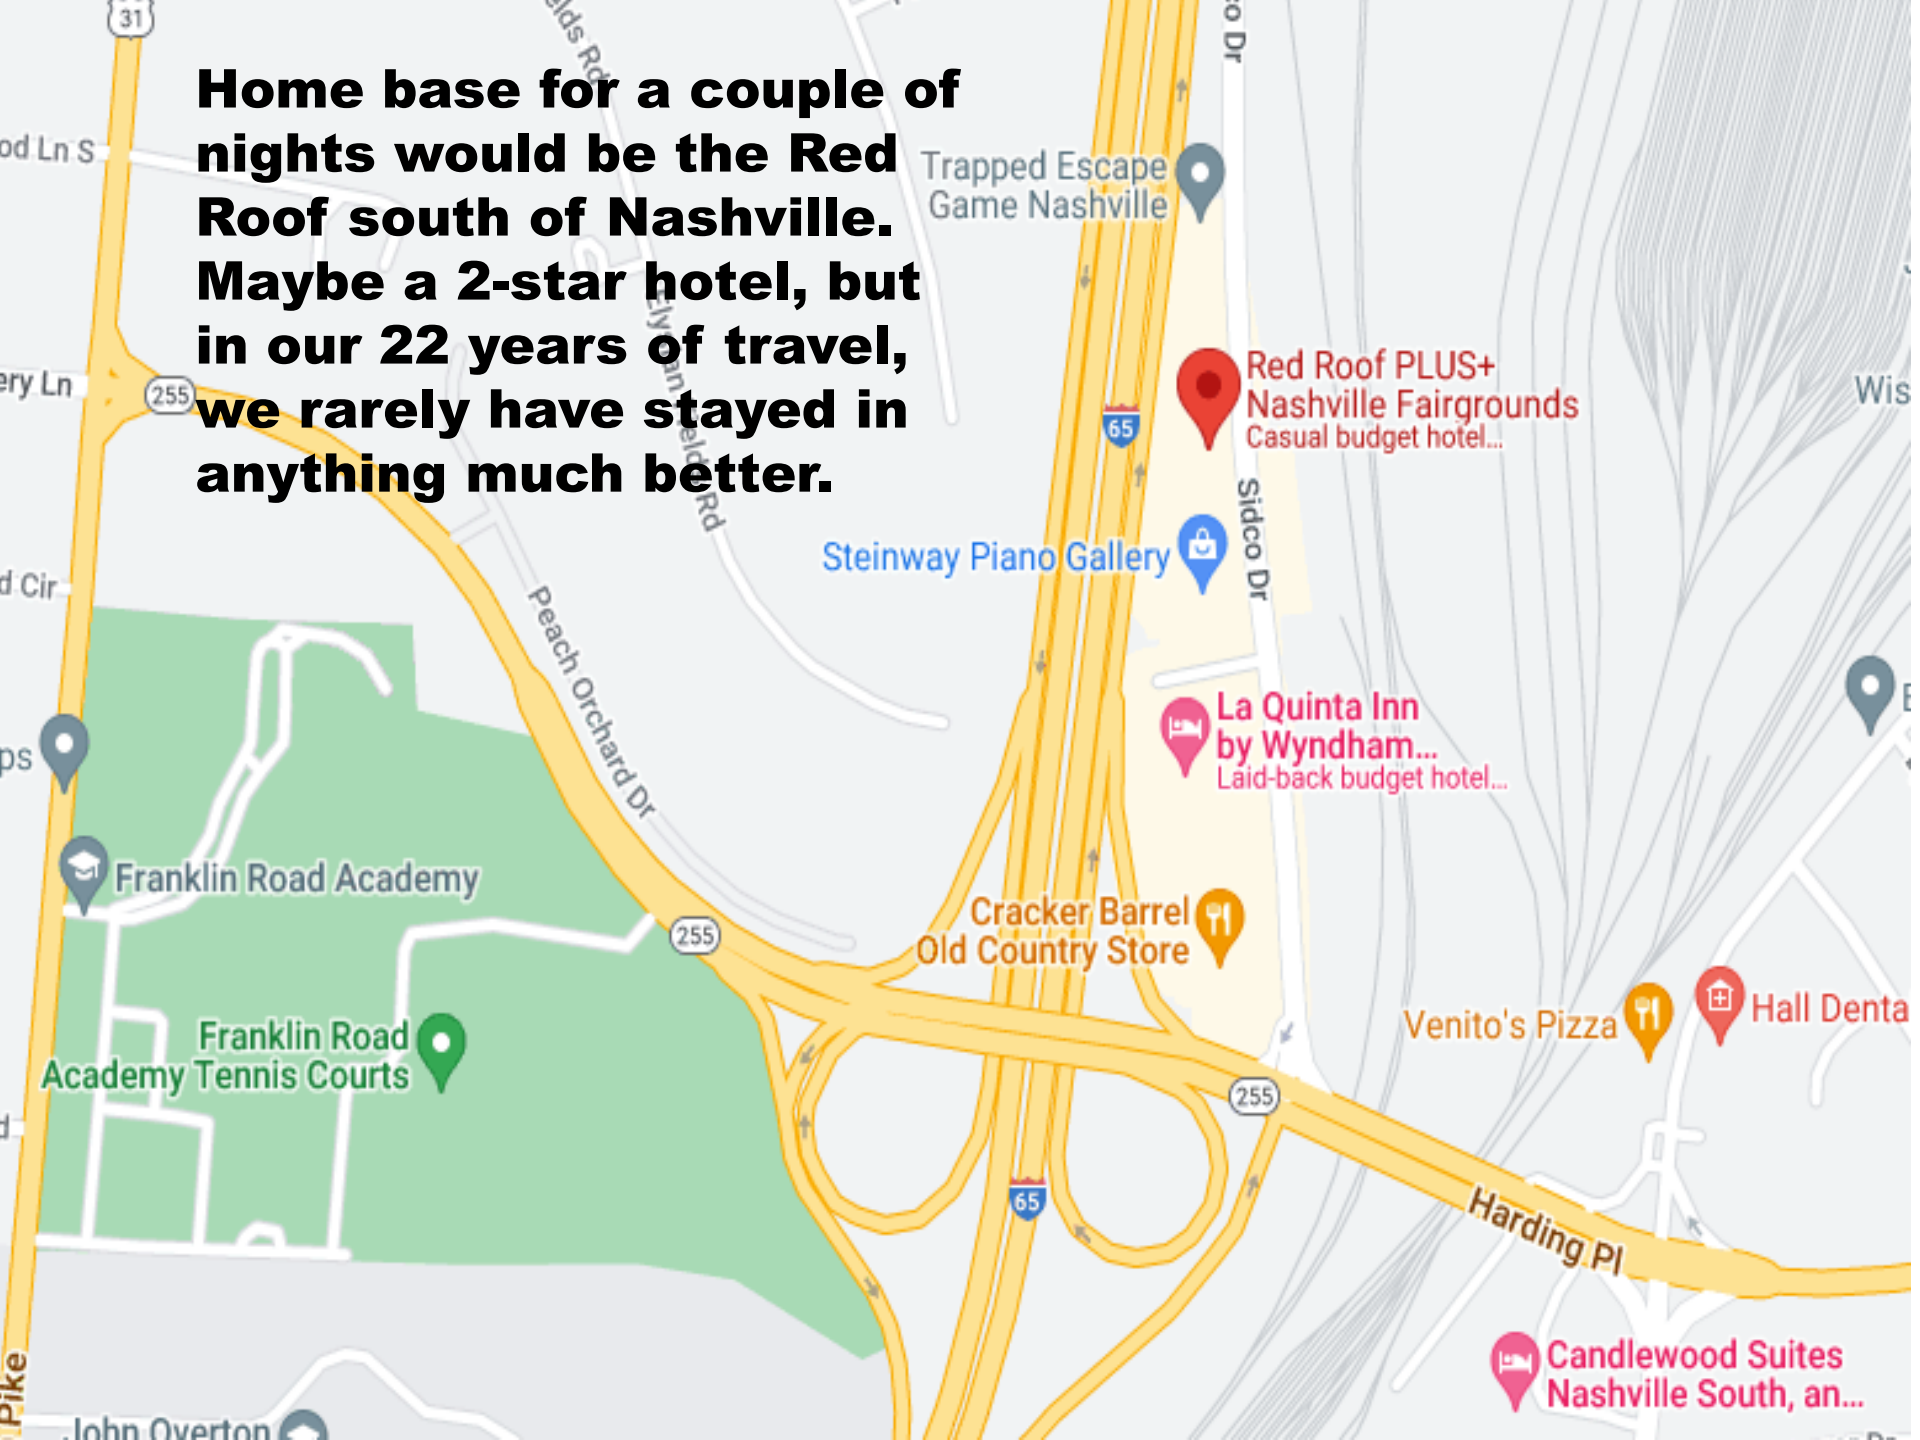 31
Home base for a couple of
nights would be the Red
Roof south of Nashville.
Maybe a 2-star hotel, but
in our 22 years of travel,
we rarely have stayed in
anything much better.
Dr
Rd
Ln S
Trapped Escape
Game Nashville
Ln
255
Rd
65
Red Roof PLUS+
Nashville Fairgrounds
Casual budget hotel...
Sidco Dr
Steinway Piano Gallery
Cir
Peach Orchard Dr
La Quinta Inn
by Wyndham...
Laid-back budget hotel...
Franklin Road Academy
255
Cracker Barrel
Old Country Store
Venito's Pizza
Hall Denta
Franklin Road
Academy Tennis Courts
255
65
Harding Pl
Candlewood Suites
Nashville South, an...
Pike
John Overton